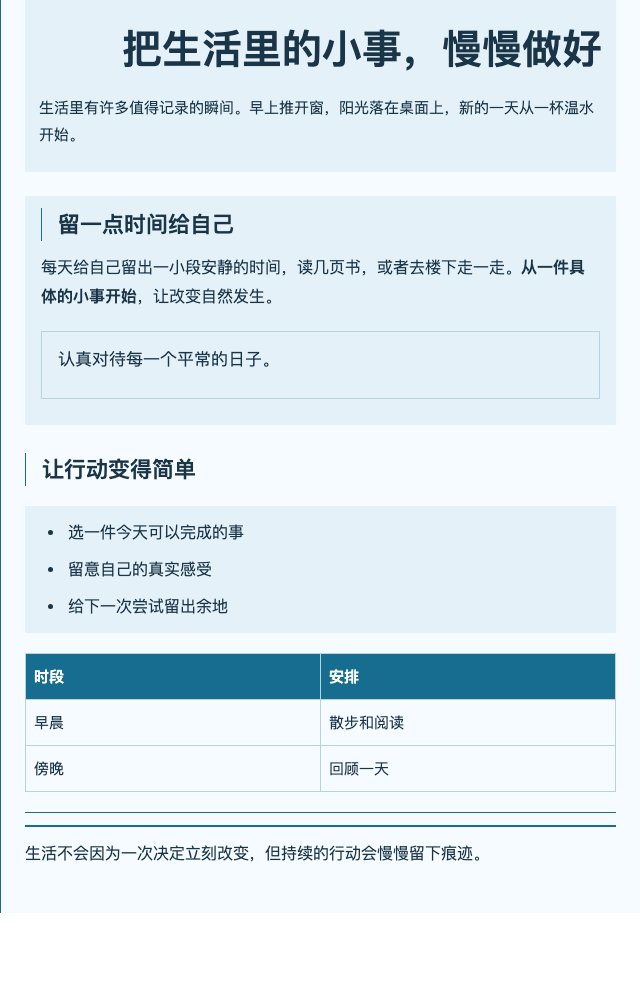 把生活里的小事，慢慢做好
生活里有许多值得记录的瞬间。早上推开窗，阳光落在桌面上，新的一天从一杯温水
开始。
留一点时间给自己
每天给自己留出一小段安静的时间，读几页书，或者去楼下走一走。从一件具
体的小事开始，让改变自然发生。
认真对待每一个平常的日子。
让行动变得简单
• 选一件今天可以完成的事
• 留意自己的真实感受
• 给下一次尝试留出余地
时段 安排
早晨 散步和阅读
傍晚 回顾一天
生活不会因为一次决定立刻改变，但持续的行动会慢慢留下痕迹。